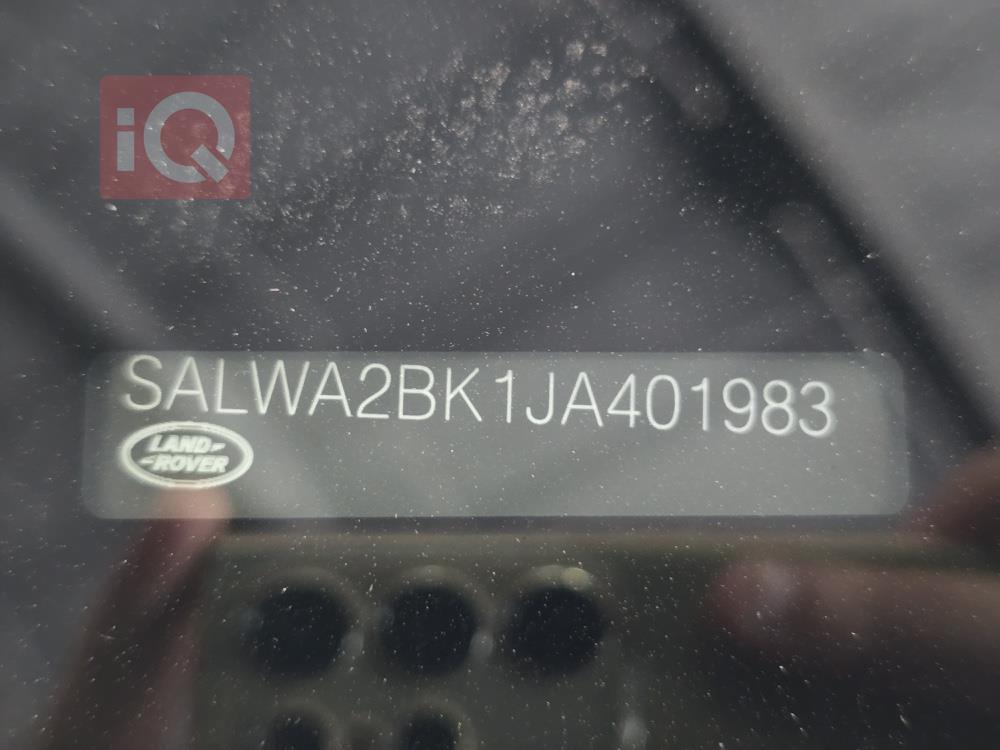 iQ
SALWA2BK1JA401983
LAND-
-ROVER